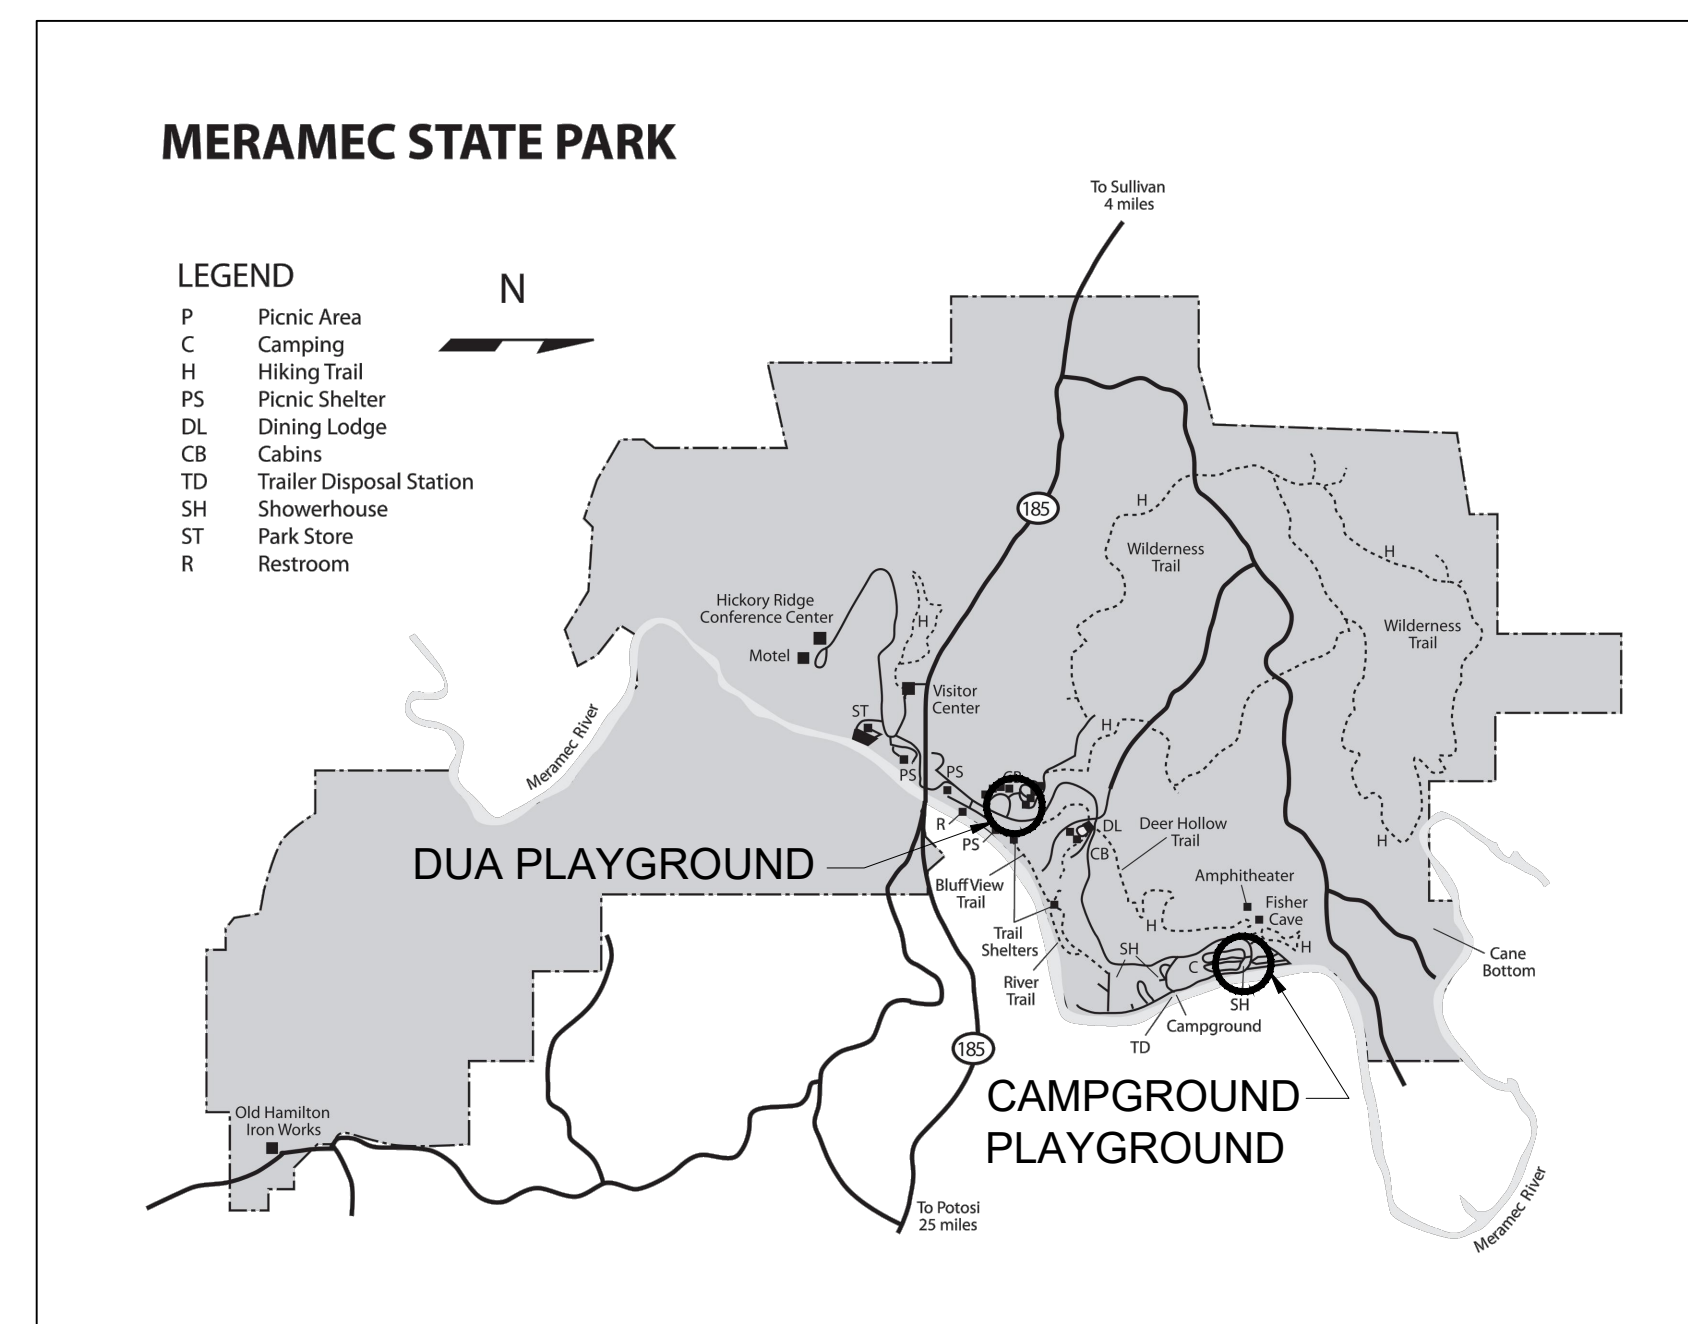 MERAMEC STATE PARK
To Sullivan
4 miles
LEGEND
N
P Picnic Area
C Camping
H Hiking Trail
PS Picnic Shelter
DL Dining Lodge
CB Cabins
TD Trailer Disposal Station
SH Showerhouse
ST Park Store
R Restroom
185
H
Wilderness
Trail
H
Hickory Ridge
Conference Center
H
Motel
Wilderness
Trail
Visitor
Center
ST
H
Meramec River
PS
PS
CB
R
PS
DL
CB
Deer Hollow
Trail
H
DUA PLAYGROUND
Bluff View
Trail
Amphitheater
Fisher
Cave
H
Trail
Shelters
SH
H
C
River
Trail
SH
Campground
TD
Cane
Bottom
185
CAMPGROUND
PLAYGROUND
Old Hamilton
Iron Works
To Potosi
25 miles
Meramec River